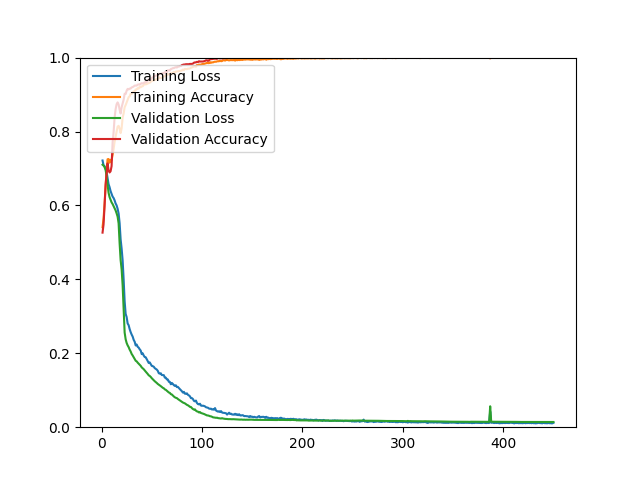 1.0
0.8
0.6
0.4
0.2
0.0
Training Loss
Training Accuracy
Validation Loss
Validation Accuracy
0 100 200 300 400